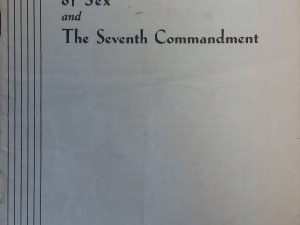 of Sex
and
The Seventh Commandment